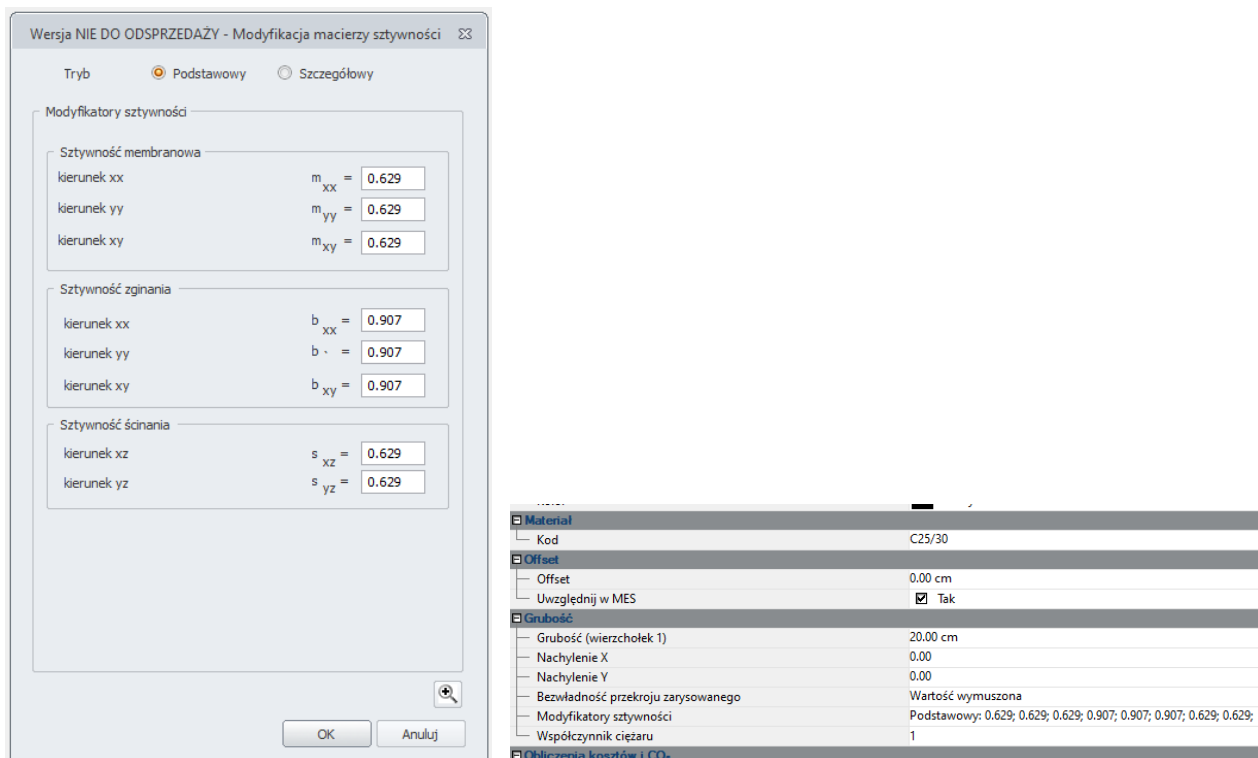 Wersja NIE DO ODSPRZEDAŻY - Modyfikacja macierzy sztywności
Tryb Podstawowy Szczegółowy
Modyfikatory sztywności
Sztywność membranowa
kierunek xx m xx = 0.629
kierunek yy m yy = 0.629
kierunek xy m xy = 0.629
Sztywność zginania
kierunek xx b xx = 0.907
kierunek yy b = 0.907
kierunek xy b xy = 0.907
Sztywność ścinania
kierunek xz s xz = 0.629
kierunek yz s yz = 0.629
OK Anuluj
Materiał
Kod C25/30
Offset
Offset 0.00 cm
Uwzględnij w MES Tak
Grubość
Grubość (wierzchołek 1) 20.00 cm
Nachylenie X 0.00
Nachylenie Y 0.00
Bezwładność przekroju zarysowanego Wartość wymuszona
Modyfikatory sztywności Podstawowy: 0.629; 0.629; 0.629; 0.907; 0.907; 0.907; 0.629; 0.629;
Współczynnik ciężaru 1
Obliczenia kosztów i CO₂